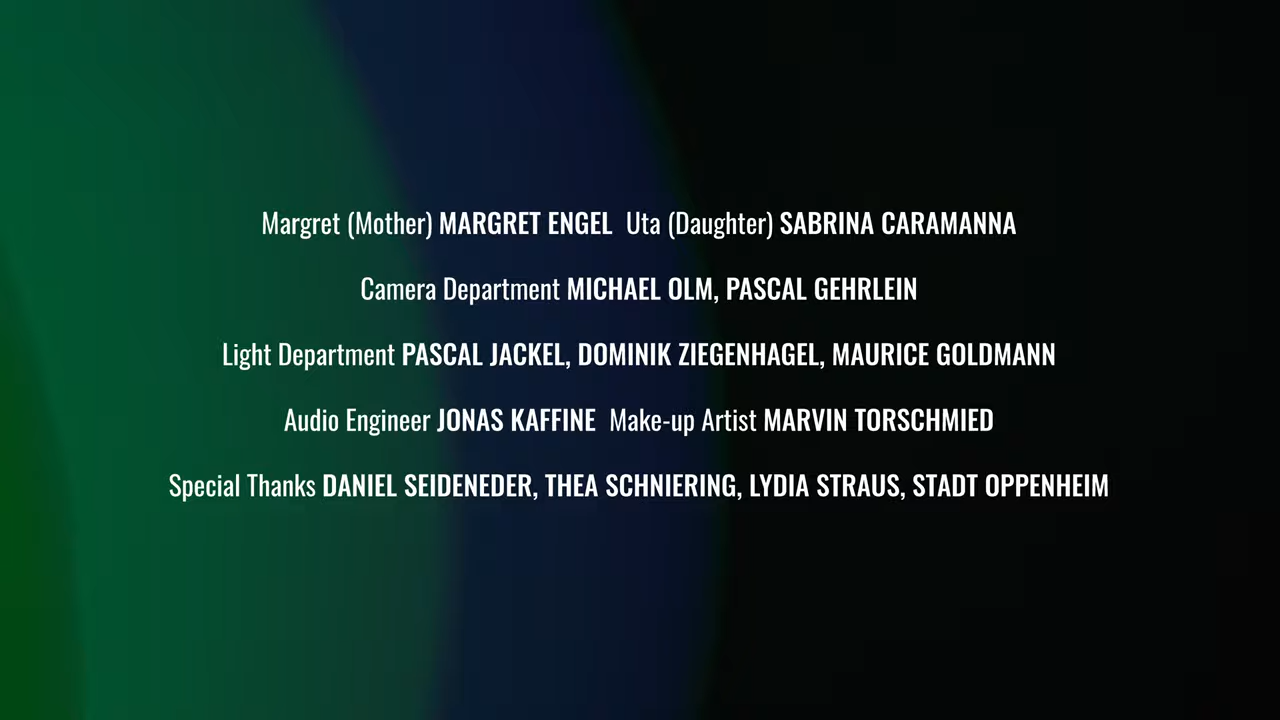 Margret (Mother) MARGRET ENGEL Uta (Daughter) SABRINA CARAMANNA
Camera Department MICHAEL OLM, PASCAL GEHRLEIN
Light Department PASCAL JACKEL, DOMINIK ZIEGENHAGEL, MAURICE GOLDMANN
Audio Engineer JONAS KAFFINE Make-up Artist MARVIN TORSCHMIED
Special Thanks DANIEL SEIDENEDER, THEA SCHNIERING, LYDIA STRAUS, STADT OPPENHEIM